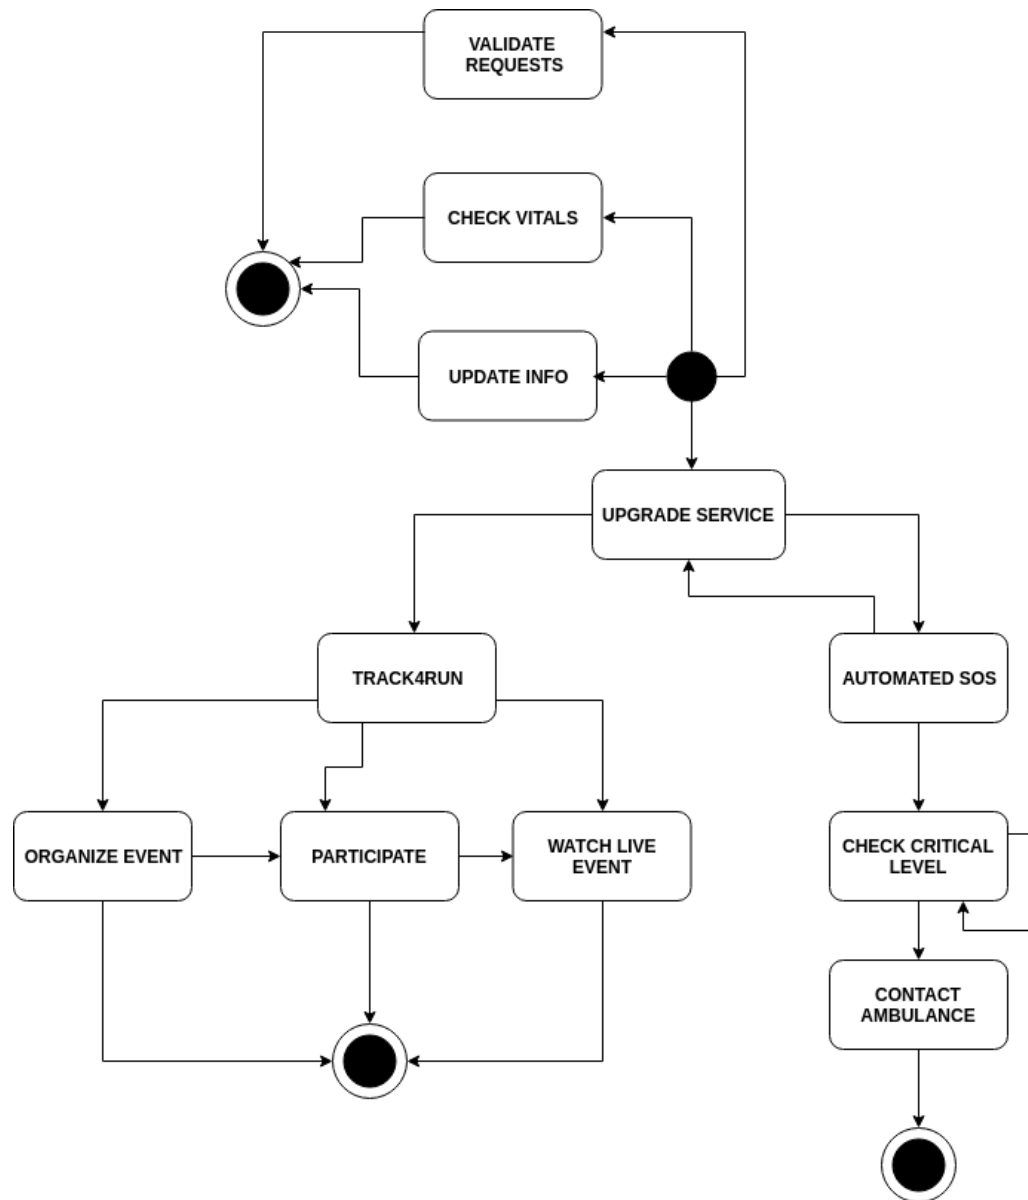 VALIDATE
REQUESTS
CHECK VITALS
UPDATE INFO
UPGRADE SERVICE
TRACK4RUN
AUTOMATED SOS
ORGANIZE EVENT
PARTICIPATE
WATCH LIVE
EVENT
CHECK CRITICAL
LEVEL
CONTACT
AMBULANCE